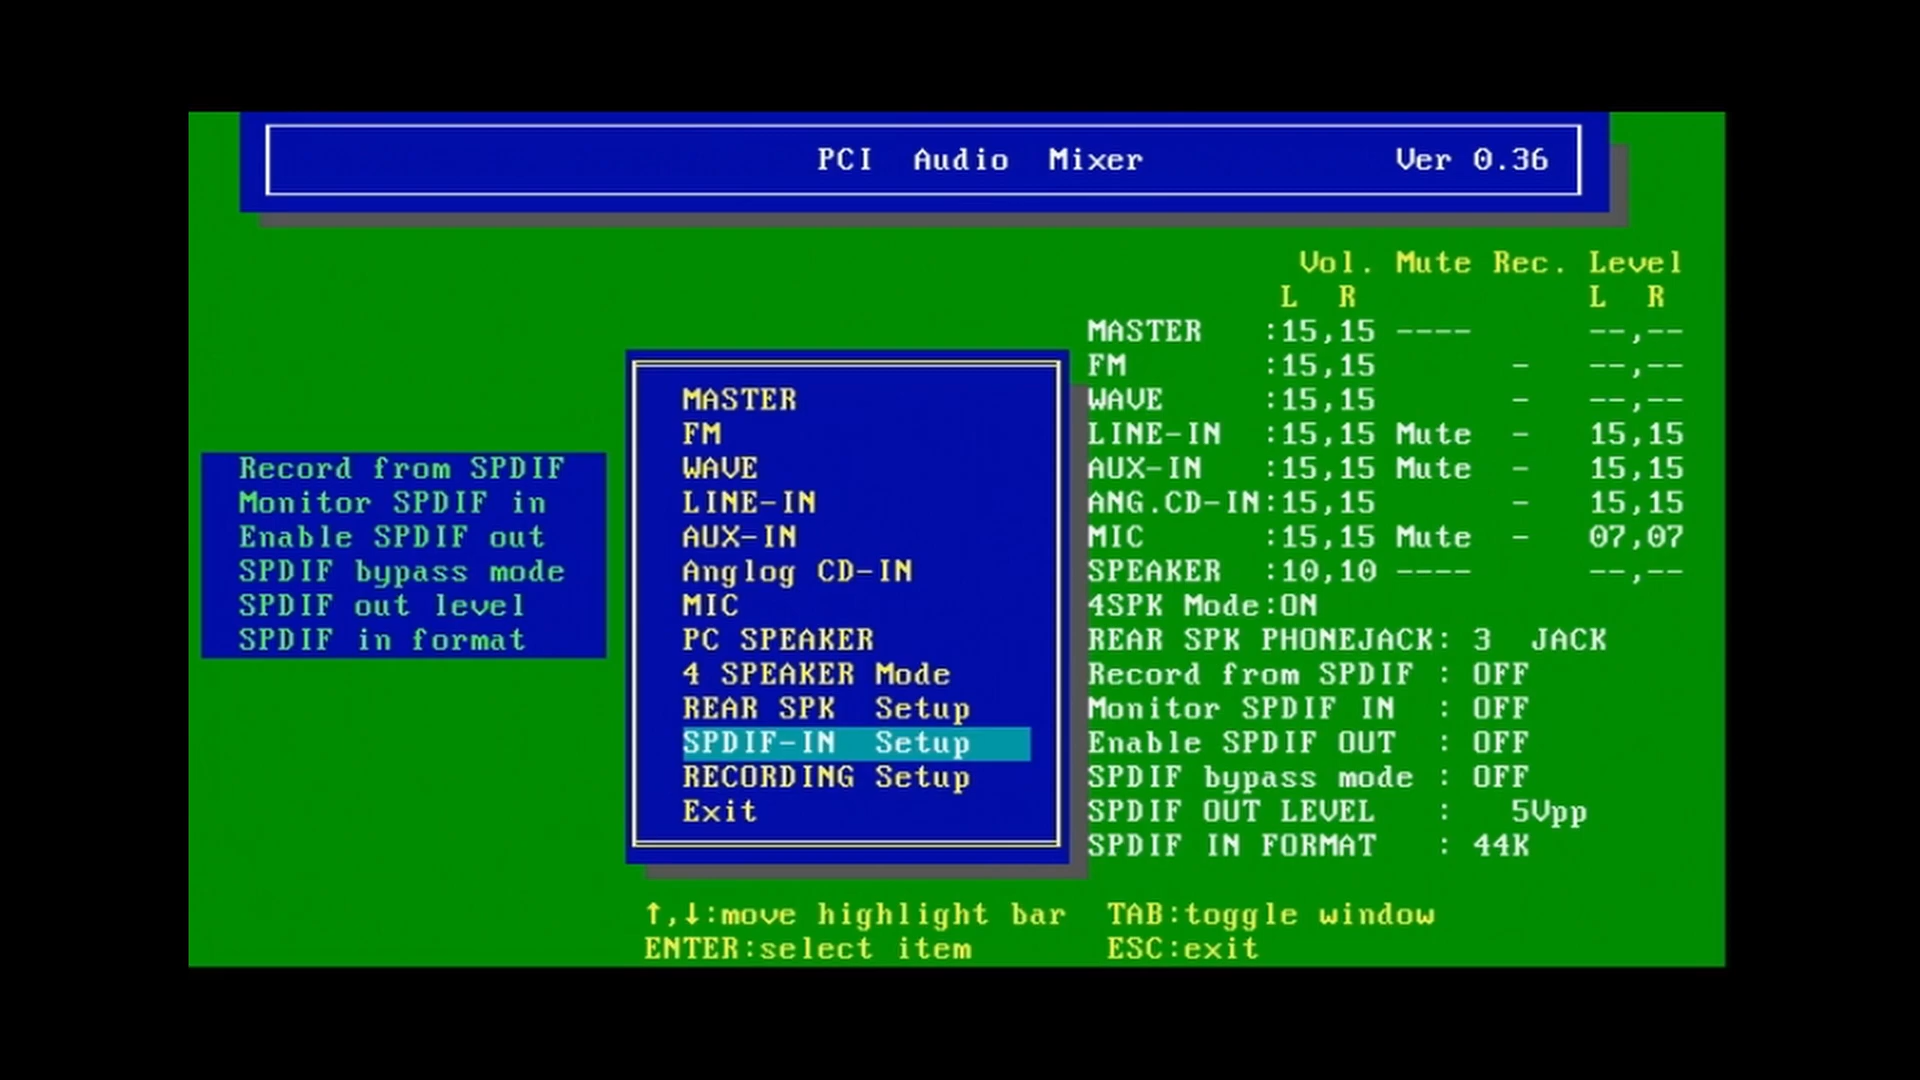 PCI Audio Mixer Ver 0.36
Record from SPDIF
Monitor SPDIF in
Enable SPDIF out
SPDIF bypass mode
SPDIF out level
SPDIF in format
MASTER
FM
WAVE
LINE-IN
AUX-IN
Anglog CD-IN
MIC
PC SPEAKER
4 SPEAKER Mode
REAR SPK Setup
SPDIF-IN Setup
RECORDING Setup
Exit
Vol. Mute Rec. Level
L R L R
MASTER :15,15 ---- --,--
FM :15,15 - --,--
WAVE :15,15 - --,--
LINE-IN :15,15 Mute - 15,15
AUX-IN :15,15 Mute - 15,15
ANG.CD-IN:15,15 - 15,15
MIC :15,15 Mute - 07,07
SPEAKER :10,10 ---- --,--
4SPK Mode:ON
REAR SPK PHONEJACK: 3 JACK
Record from SPDIF : OFF
Monitor SPDIF IN : OFF
Enable SPDIF OUT : OFF
SPDIF bypass mode : OFF
SPDIF OUT LEVEL : 5Vpp
SPDIF IN FORMAT : 44K
↑,↓:move highlight bar TAB:toggle window
ENTER:select item ESC:exit